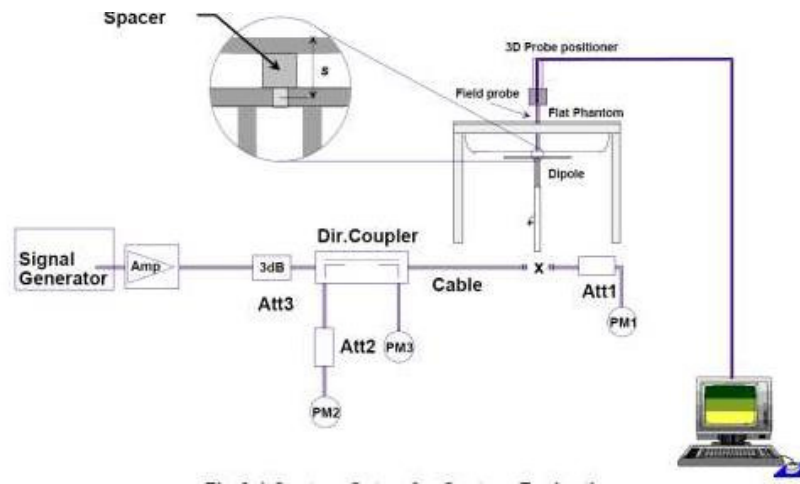 Spacer
s
3D Probe positioner
Field probe
Flat Phantom
Dipole
Signal
Generator
Amp
3dB
Att3
Dir.Coupler
Cable
x
Att1
PM1
Att2
PM3
PM2